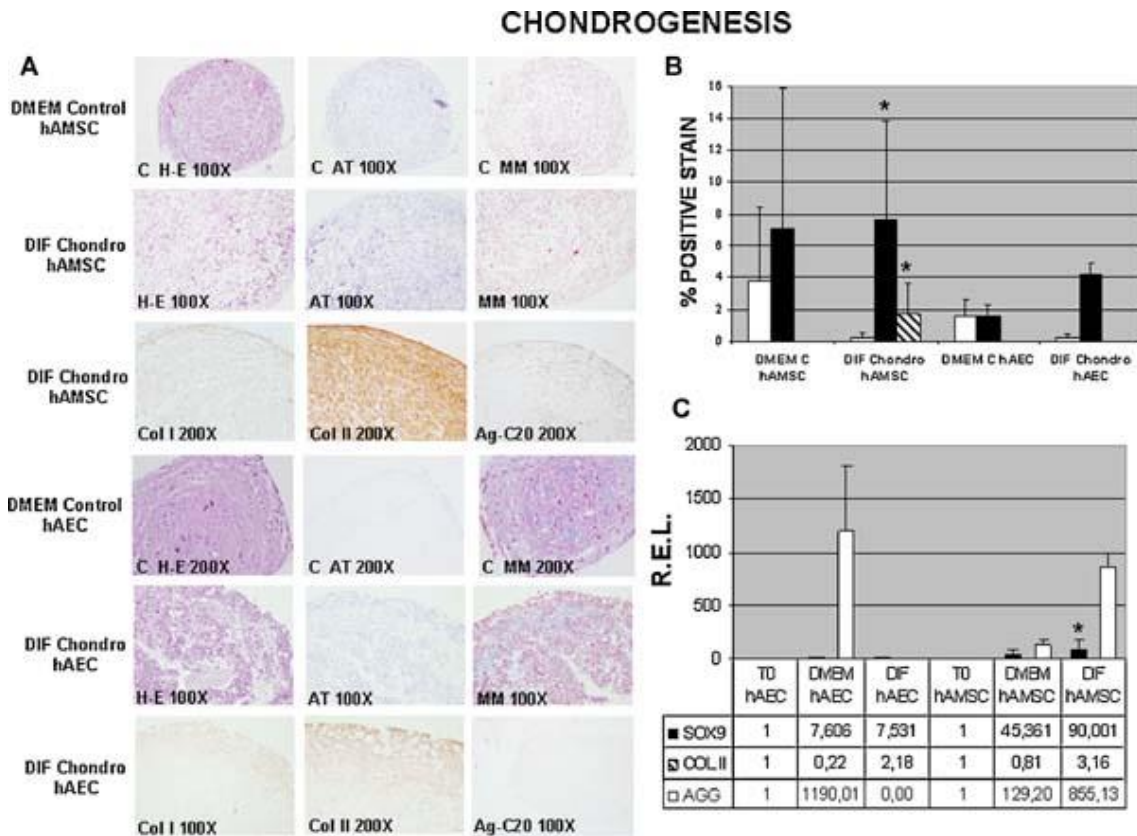 CHONDROGENESIS
A
DMEM Control
hAMSC
C H-E 100X
C AT 100X
C MM 100X
DIF Chondro
hAMSC
H-E 100X
AT 100X
MM 100X
DIF Chondro
hAMSC
Col I 200X
Col II 200X
Ag-C20 200X
DMEM Control
hAEC
C H-E 200X
C AT 200X
C MM 200X
DIF Chondro
hAEC
H-E 100X
AT 100X
MM 100X
DIF Chondro
hAEC
Col I 100X
Col II 200X
Ag-C20 100X
B
% POSITIVE STAIN
16
14
12
10
8
6
4
2
0
*
*
DMEM C
hAMSC
DIF Chondro
hAMSC
DMEM C hAEC
DIF Chondro
hAEC
C
R.E.L.
2000
1500
1000
500
0
*
T0
hAEC
DMEM
hAEC
DIF
hAEC
T0
hAMSC
DMEM
hAMSC
DIF
hAMSC
SOX9 1 7,606 7,531 1 45,361 90,001
COL II 1 0,22 2,18 1 0,81 3,16
AGG 1 1190,01 0,00 1 129,20 855,13